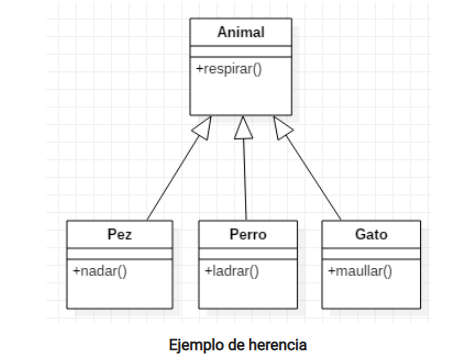 Animal
+respirar()
Pez
Perro
Gato
+nadar()
+ladrar()
+maullar()
Ejemplo de herencia